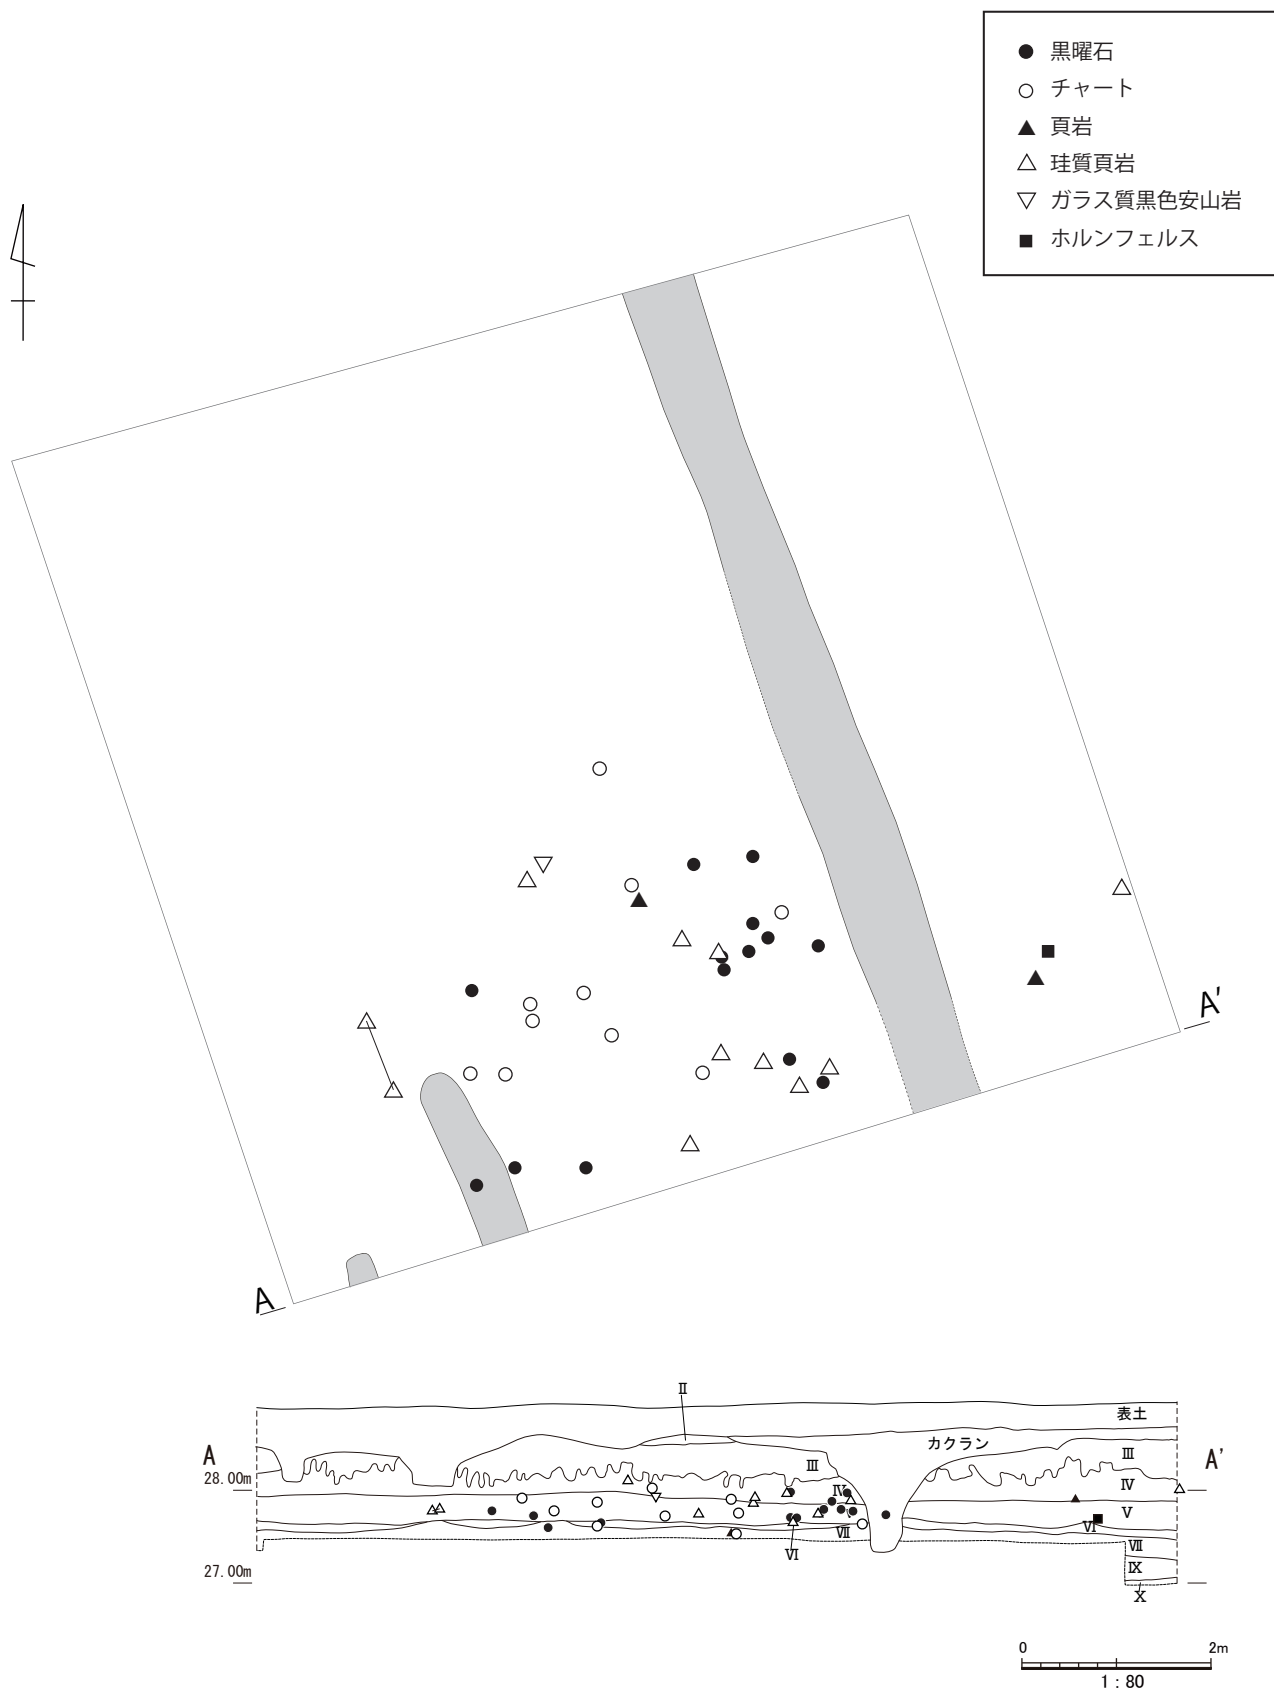 黒曜石
チャート
頁岩
珪質頁岩
ガラス質黒色安山岩
ホルンフェルス
A'
A
Ⅱ
表土
カクラン
A
Ⅲ
Ⅲ
A'
28.00m
Ⅳ
Ⅳ
Ⅴ
Ⅴ
Ⅵ
Ⅶ
Ⅶ
Ⅵ
Ⅸ
27.00m
Ⅹ
0 2m
1：80